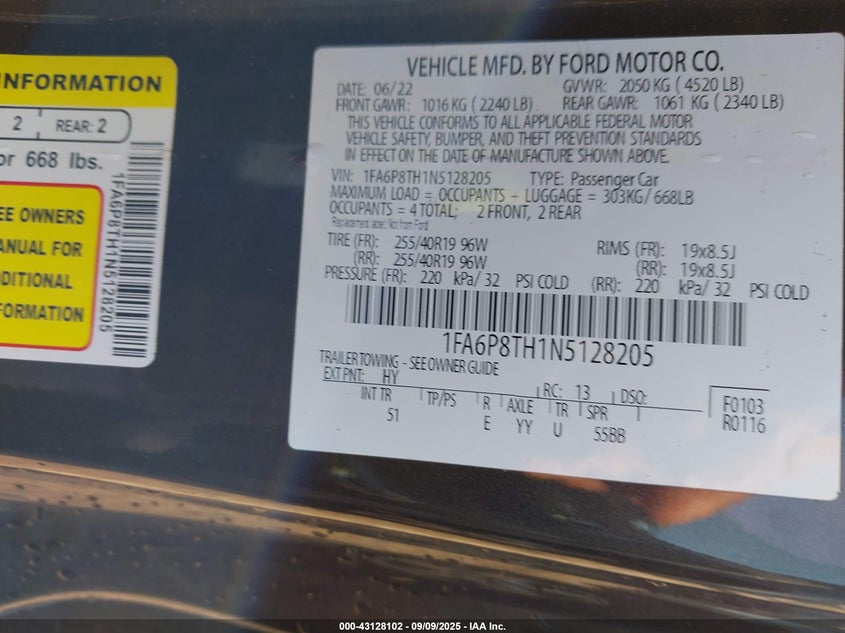 INFORMATION
2 REAR: 2
or 668 lbs.
EE OWNERS
ANUAL FOR
DDITIONAL
FORMATION
1FA6P8TH1N5128205
VEHICLE MFD. BY FORD MOTOR CO.
DATE: 06/22 GVWR: 2050 KG ( 4520 LB)
FRONT GAWR: 1016 KG ( 2240 LB) REAR GAWR: 1061 KG ( 2340 LB)
THIS VEHICLE CONFORMS TO ALL APPLICABLE FEDERAL MOTOR
VEHICLE SAFETY, BUMPER, AND THEFT PREVENTION STANDARDS
IN EFFECT ON THE DATE OF MANUFACTURE SHOWN ABOVE.
VIN: 1FA6P8TH1N5128205 TYPE: Passenger Car
MAXIMUM LOAD = OCCUPANTS - LUGGAGE = 303KG/ 668LB
OCCUPANTS = 4 TOTAL; 2 FRONT, 2 REAR
Replacement label: Not from Ford
TIRE (FR): 255/40R19 96W RIMS (FR): 19x8.5J
(RR): 255/40R19 96W (RR): 19x8.5J
PRESSURE (FR): 220 kPa/ 32 PSI COLD (RR): 220 kPa/ 32 PSI COLD
1FA6P8TH1N5128205
TRAILER TOWING - SEE OWNER GUIDE
EXT PNT: HY RC: 13 DSO: F0103
INT TR TP/PS R AXLE TR SPR R0116
51 E YY U 55BB
000-43128102 - 09/09/2025 - IAA Inc.